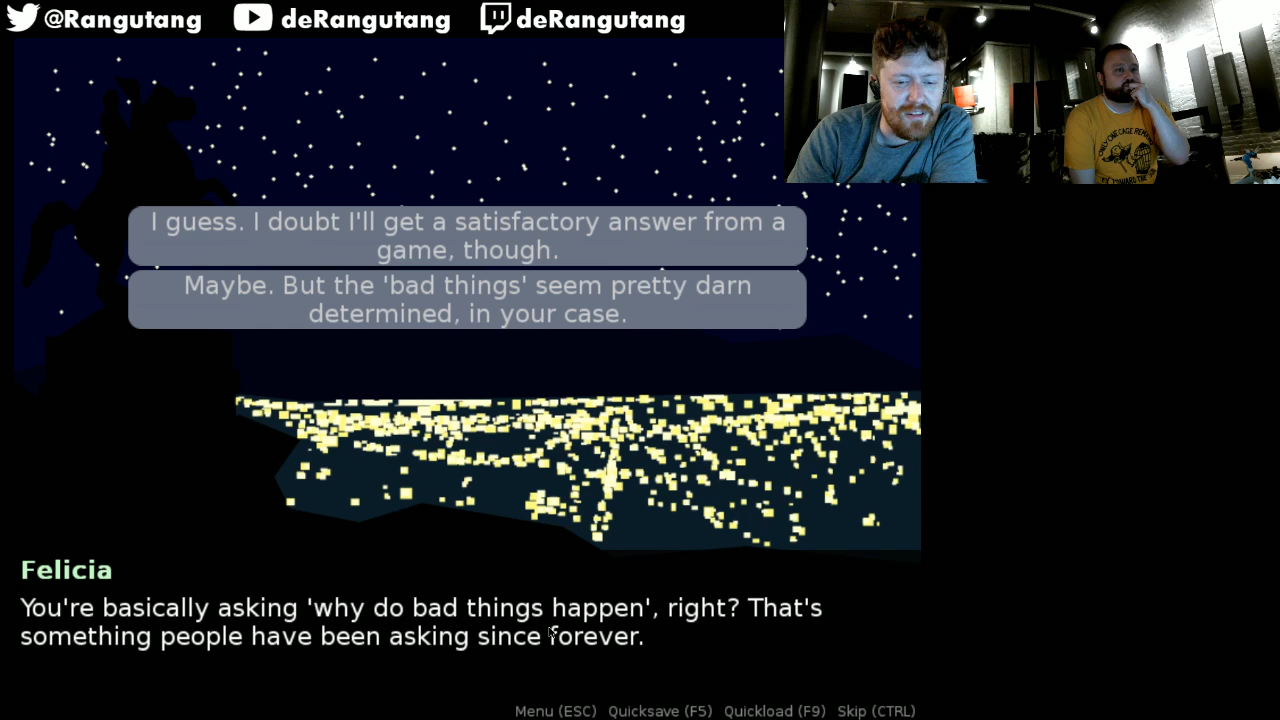 @Rangutang deRangutang deRangutang
I guess. I doubt I'll get a satisfactory answer from a
game, though.
Maybe. But the 'bad things' seem pretty darn
determined, in your case.
Felicia
You're basically asking 'why do bad things happen', right? That's
something people have been asking since forever.
Menu (ESC) Quicksave (F5) Quickload (F9) Skip (CTRL)